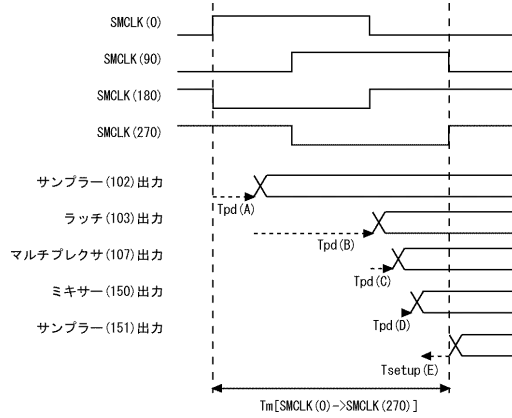 SMCLK(0)
SMCLK(90)
SMCLK(180)
SMCLK(270)
サンプラー(102)出力
Tpd(A)
ラッチ(103)出力
Tpd(B)
マルチプレクサ(107)出力
Tpd(C)
ミキサー(150)出力
Tpd(D)
サンプラー(151)出力
Tsetup(E)
Tm[SMCLK(0)->SMCLK(270)]